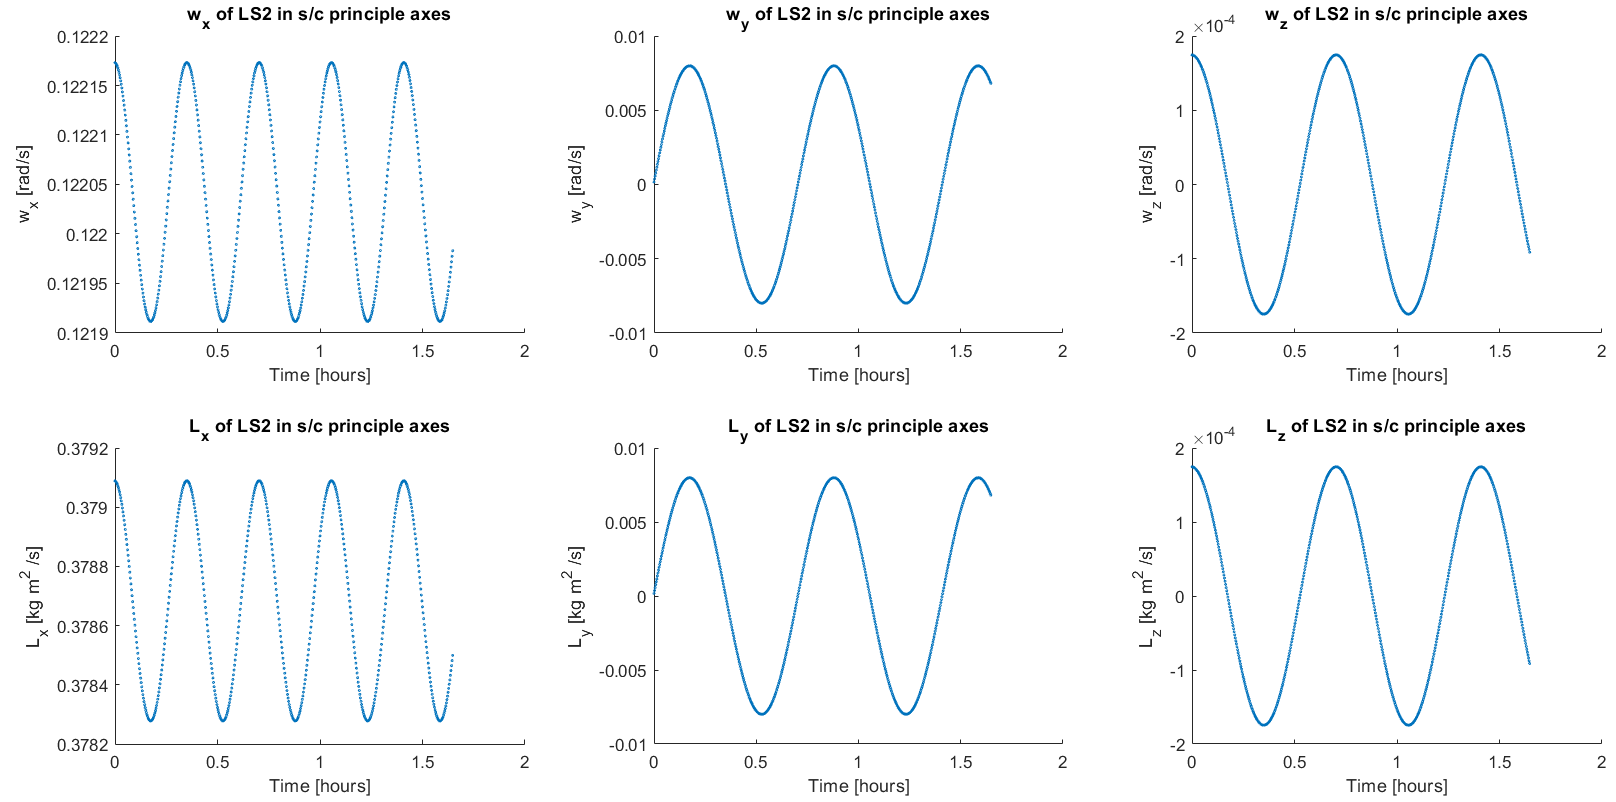 w_x of LS2 in s/c principle axes
0.1222
0.12215
0.1221
0.12205
0.122
0.12195
0.1219
w_x [rad/s]
0 0.5 1 1.5 2
Time [hours]
w_y of LS2 in s/c principle axes
0.01
0.005
0
-0.005
-0.01
w_y [rad/s]
0 0.5 1 1.5 2
Time [hours]
w_z of LS2 in s/c principle axes
×10^-4
2
1
0
-1
-2
w_z [rad/s]
0 0.5 1 1.5 2
Time [hours]
L_x of LS2 in s/c principle axes
0.3792
0.379
0.3788
0.3786
0.3784
0.3782
L_x [kg m^2 /s]
0 0.5 1 1.5 2
Time [hours]
L_y of LS2 in s/c principle axes
0.01
0.005
0
-0.005
-0.01
L_y [kg m^2 /s]
0 0.5 1 1.5 2
Time [hours]
L_z of LS2 in s/c principle axes
×10^-4
2
1
0
-1
-2
L_z [kg m^2 /s]
0 0.5 1 1.5 2
Time [hours]